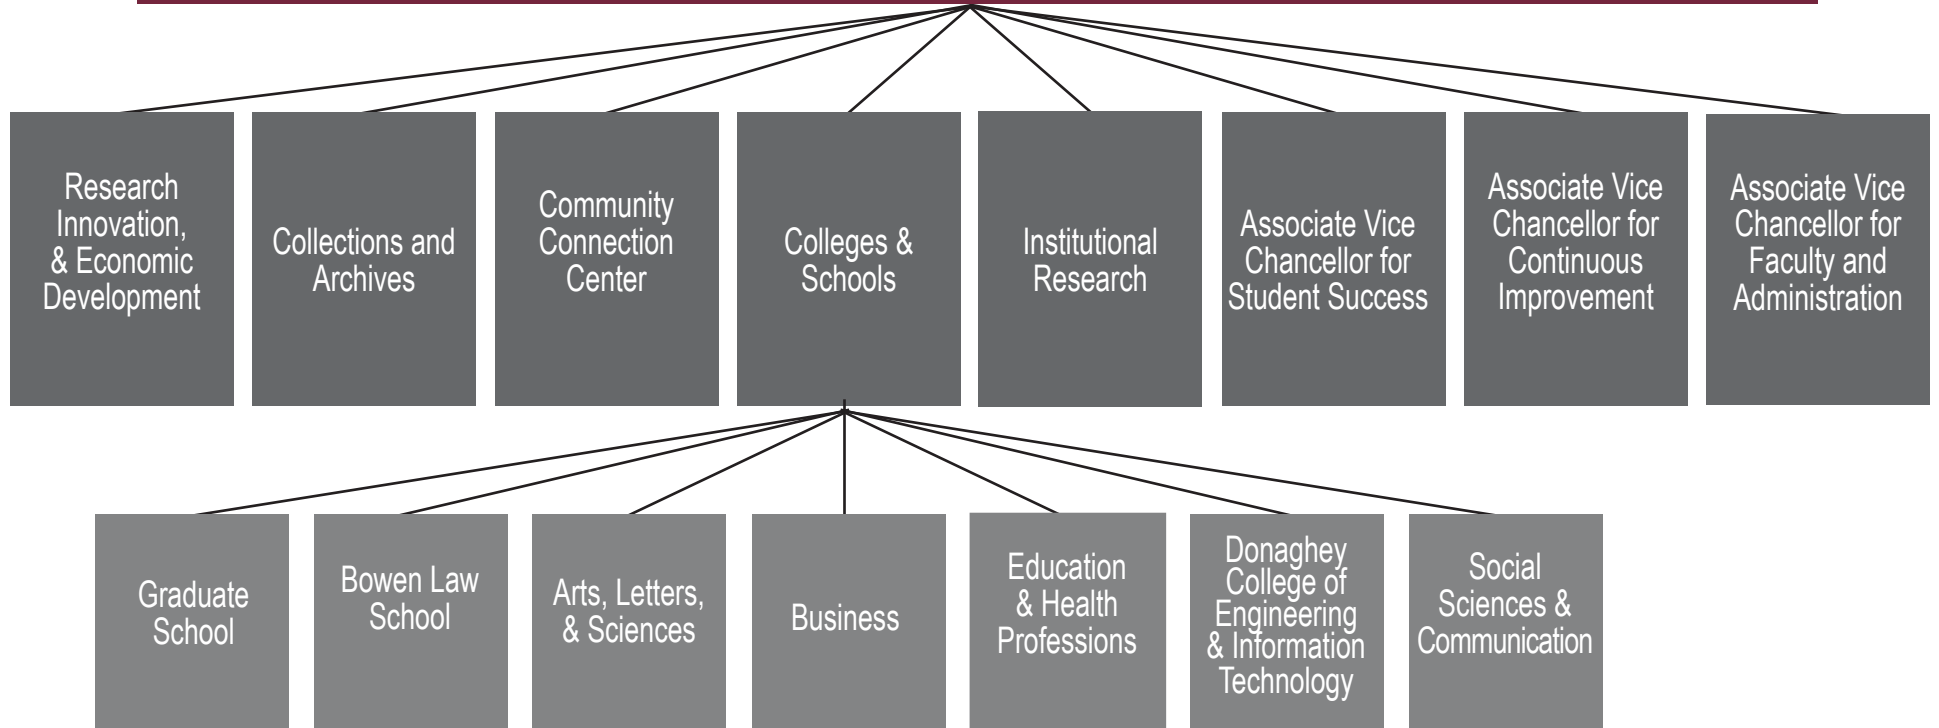 Research
Innovation,
& Economic
Development
Collections and
Archives
Community
Connection
Center
Colleges &
Schools
Institutional
Research
Associate Vice
Chancellor for
Student Success
Associate Vice
Chancellor for
Continuous
Improvement
Associate Vice
Chancellor for
Faculty and
Administration
Graduate
School
Bowen Law
School
Arts, Letters,
& Sciences
Business
Education
& Health
Professions
Donaghey
College of
Engineering
& Information
Technology
Social
Sciences &
Communication